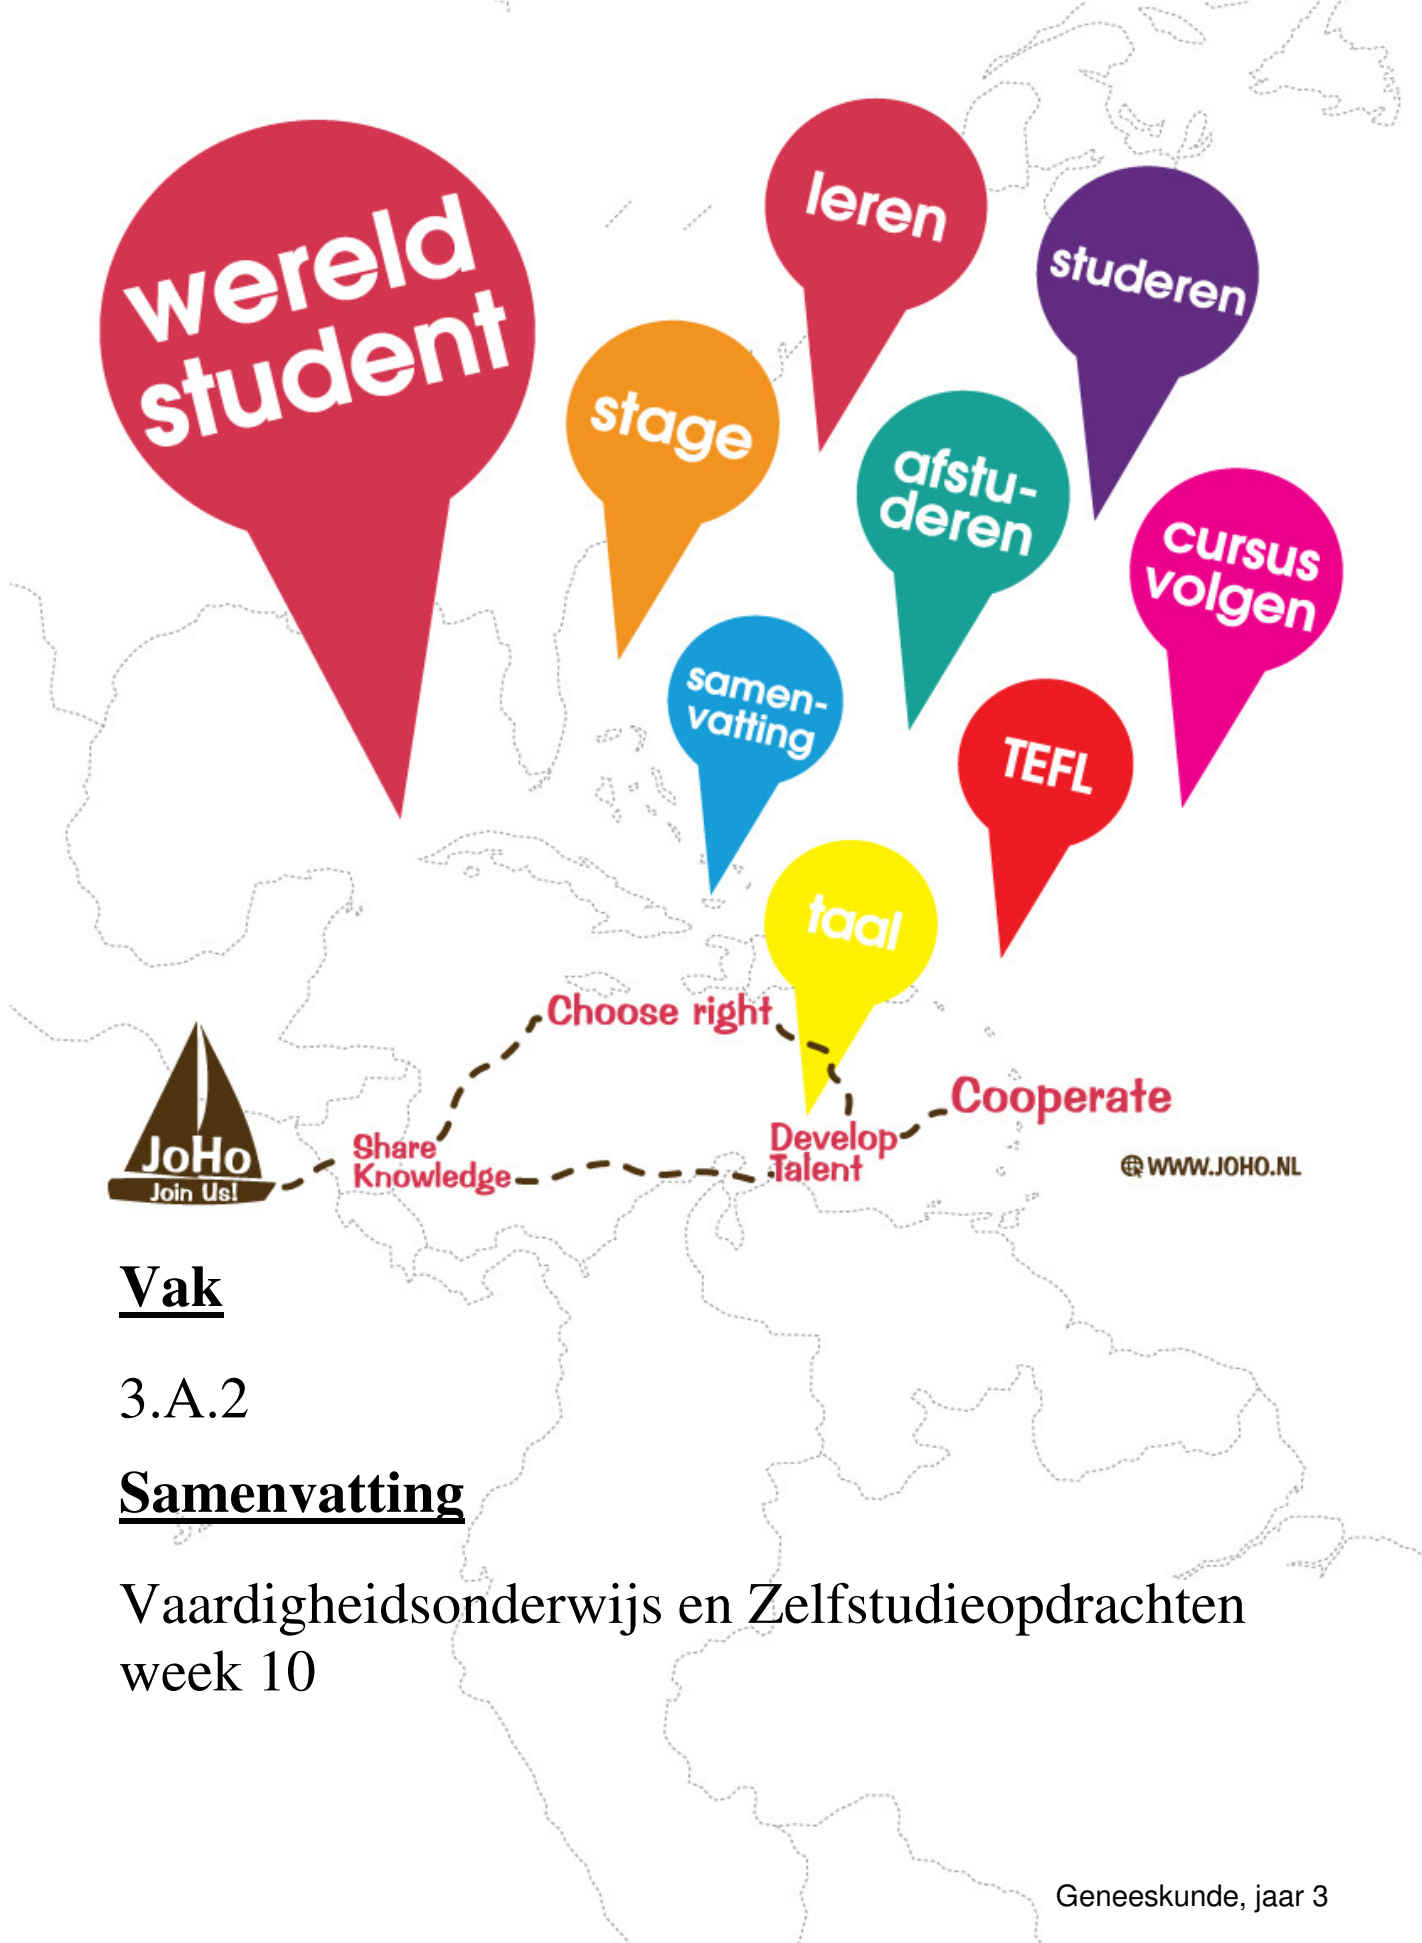 wereld
student
leren
studeren
stage
afstu-
deren
cursus
volgen
samen-
vatting
TEFL
taal
Choose right
Cooperate
JoHo
Join Us!
Share
Knowledge
Develop
Talent
WWW.JOHO.NL
Vak
3.A.2
Samenvatting
Vaardigheidsonderwijs en Zelfstudieopdrachten
week 10
Geneeskunde, jaar 3